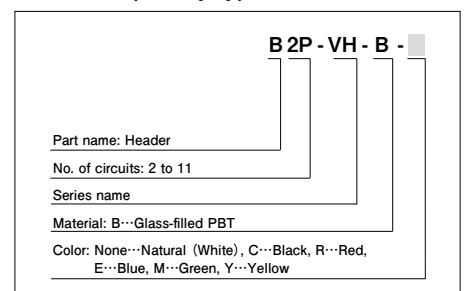 B 2P - VH - B -
Part name: Header
No. of circuits: 2 to 11
Series name
Material: B⋯Glass-filled PBT
Color: None⋯Natural (White), C⋯Black, R⋯Red,
E⋯Blue, M⋯Green, Y⋯Yellow